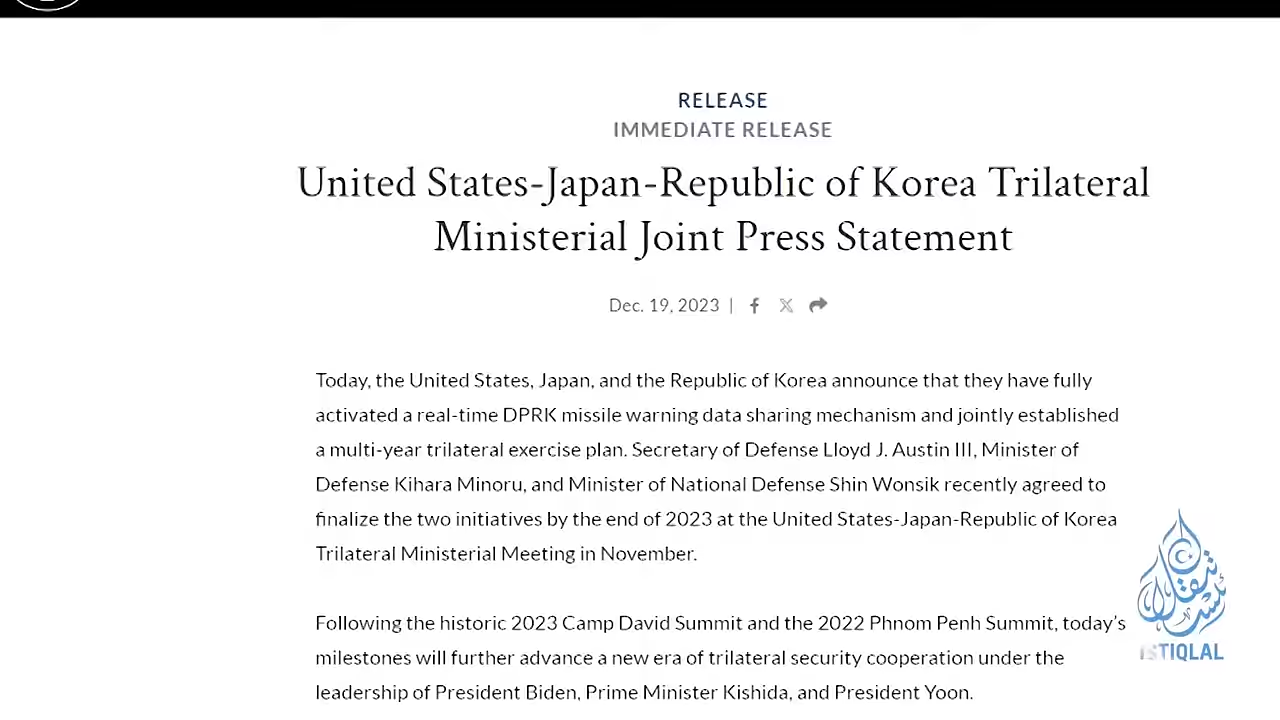 RELEASE
IMMEDIATE RELEASE
United States-Japan-Republic of Korea Trilateral
Ministerial Joint Press Statement
Dec. 19, 2023 |
Today, the United States, Japan, and the Republic of Korea announce that they have fully
activated a real-time DPRK missile warning data sharing mechanism and jointly established
a multi-year trilateral exercise plan. Secretary of Defense Lloyd J. Austin III, Minister of
Defense Kihara Minoru, and Minister of National Defense Shin Wonsik recently agreed to
finalize the two initiatives by the end of 2023 at the United States-Japan-Republic of Korea
Trilateral Ministerial Meeting in November.
Following the historic 2023 Camp David Summit and the 2022 Phnom Penh Summit, today's
milestones will further advance a new era of trilateral security cooperation under the
leadership of President Biden, Prime Minister Kishida, and President Yoon.
ISTIQLAL